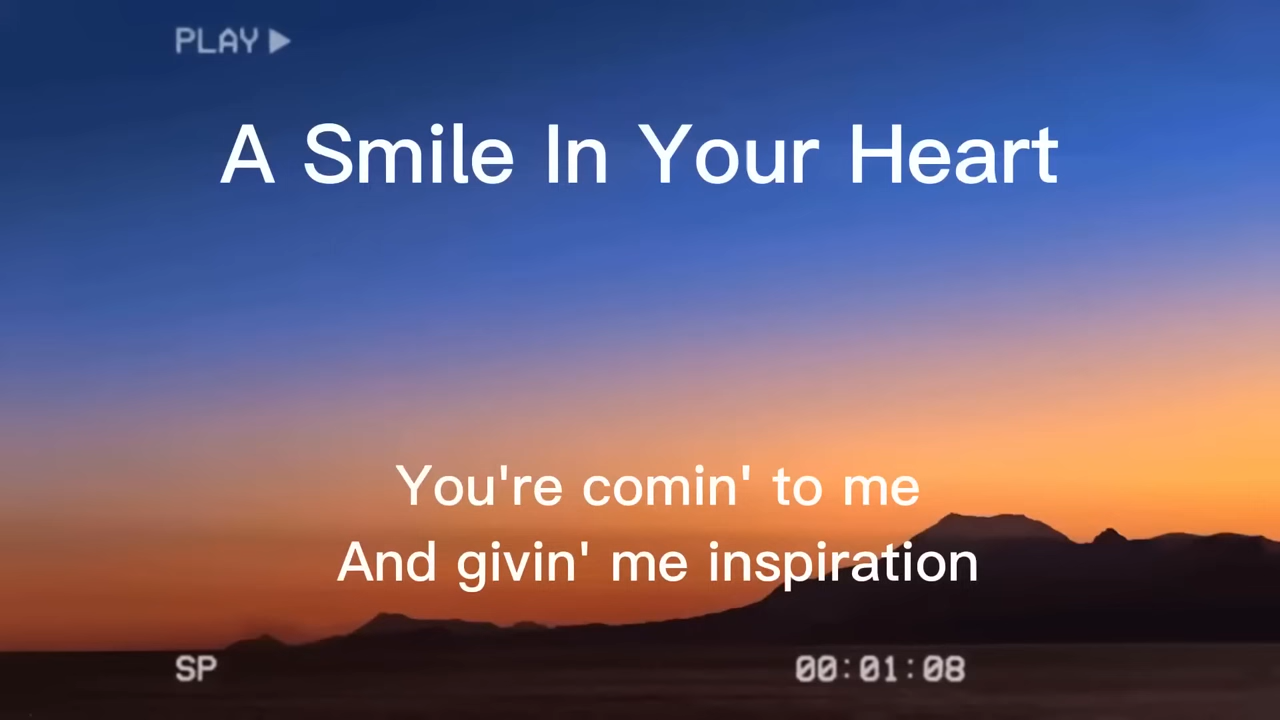 PLAY ▶
A Smile In Your Heart
You're comin' to me
And givin' me inspiration
SP 00:01:08